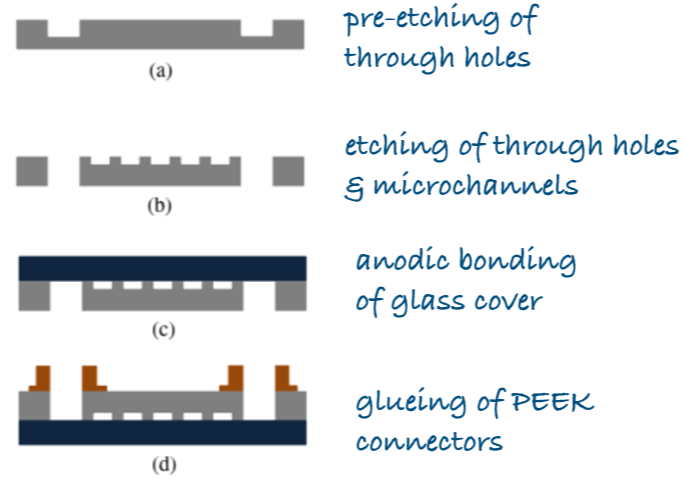 pre-etching of
through holes
(a)
etching of through holes
& microchannels
(b)
anodic bonding
of glass cover
(c)
glueing of PEEK
connectors
(d)